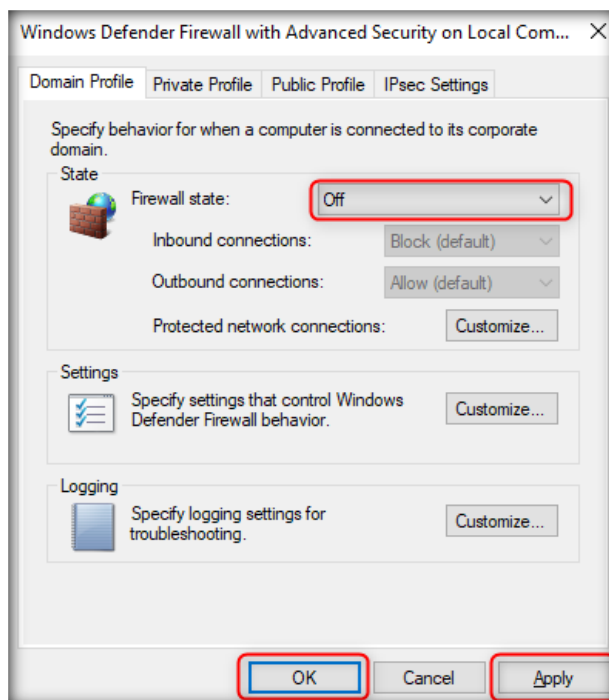 Windows Defender Firewall with Advanced Security on Local Com...
Domain Profile Private Profile Public Profile IPsec Settings
Specify behavior for when a computer is connected to its corporate
domain.
State
Firewall state: Off
Inbound connections: Block (default)
Outbound connections: Allow (default)
Protected network connections: Customize...
Settings
Specify settings that control Windows
Defender Firewall behavior.
Customize...
Logging
Specify logging settings for
troubleshooting.
Customize...
OK Cancel Apply